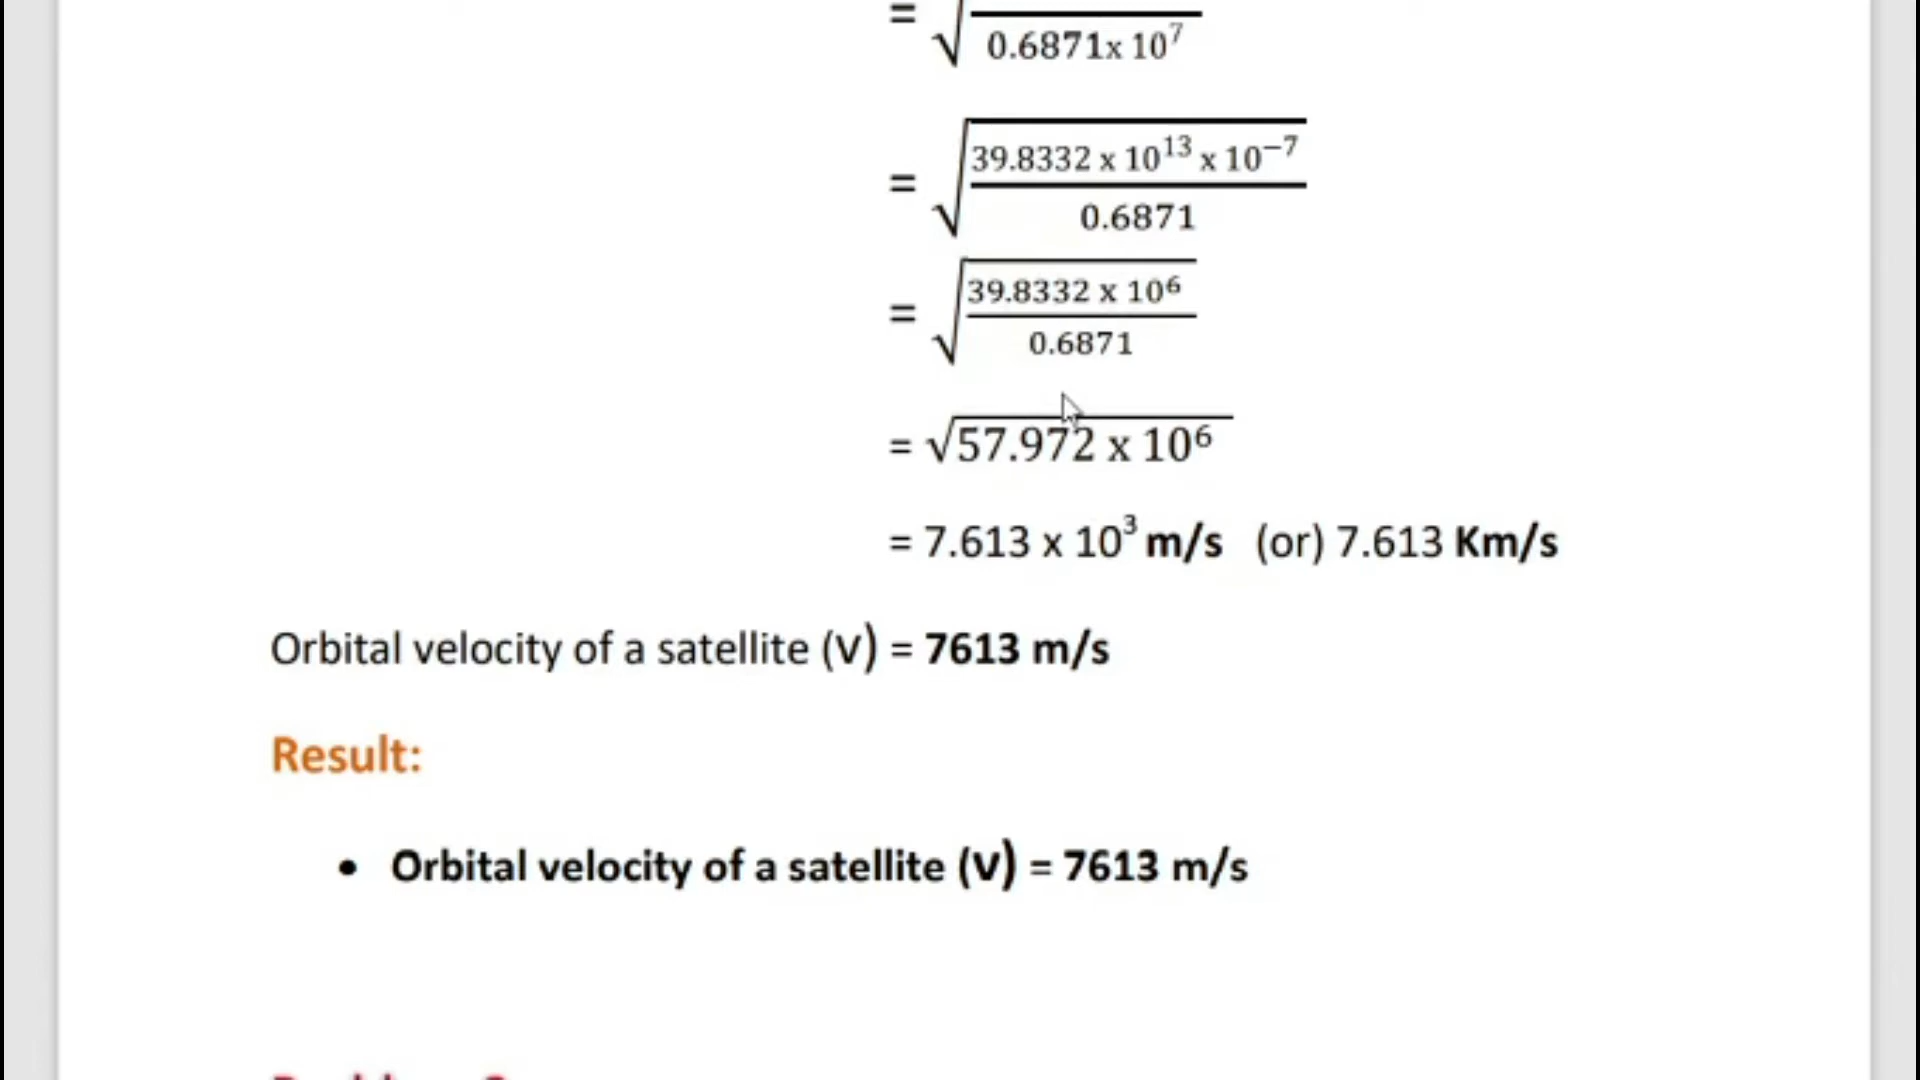 = √ 0.6871x 10⁷
= √ 39.8332 x 10¹³ x 10⁻⁷
0.6871
= √ 39.8332 x 10⁶
0.6871
= √57.972 x 10⁶
= 7.613 x 10³ m/s (or) 7.613 Km/s
Orbital velocity of a satellite (V) = 7613 m/s
Result:
• Orbital velocity of a satellite (V) = 7613 m/s